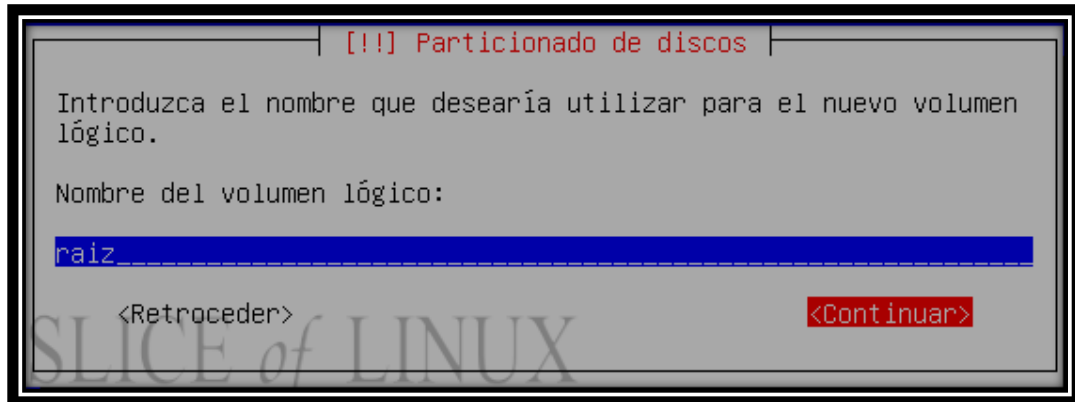 [!!] Particionado de discos
Introduzca el nombre que desearía utilizar para el nuevo volumen
lógico.
Nombre del volumen lógico:
raiz
<Retroceder> <Continuar>
SLICE of LINUX